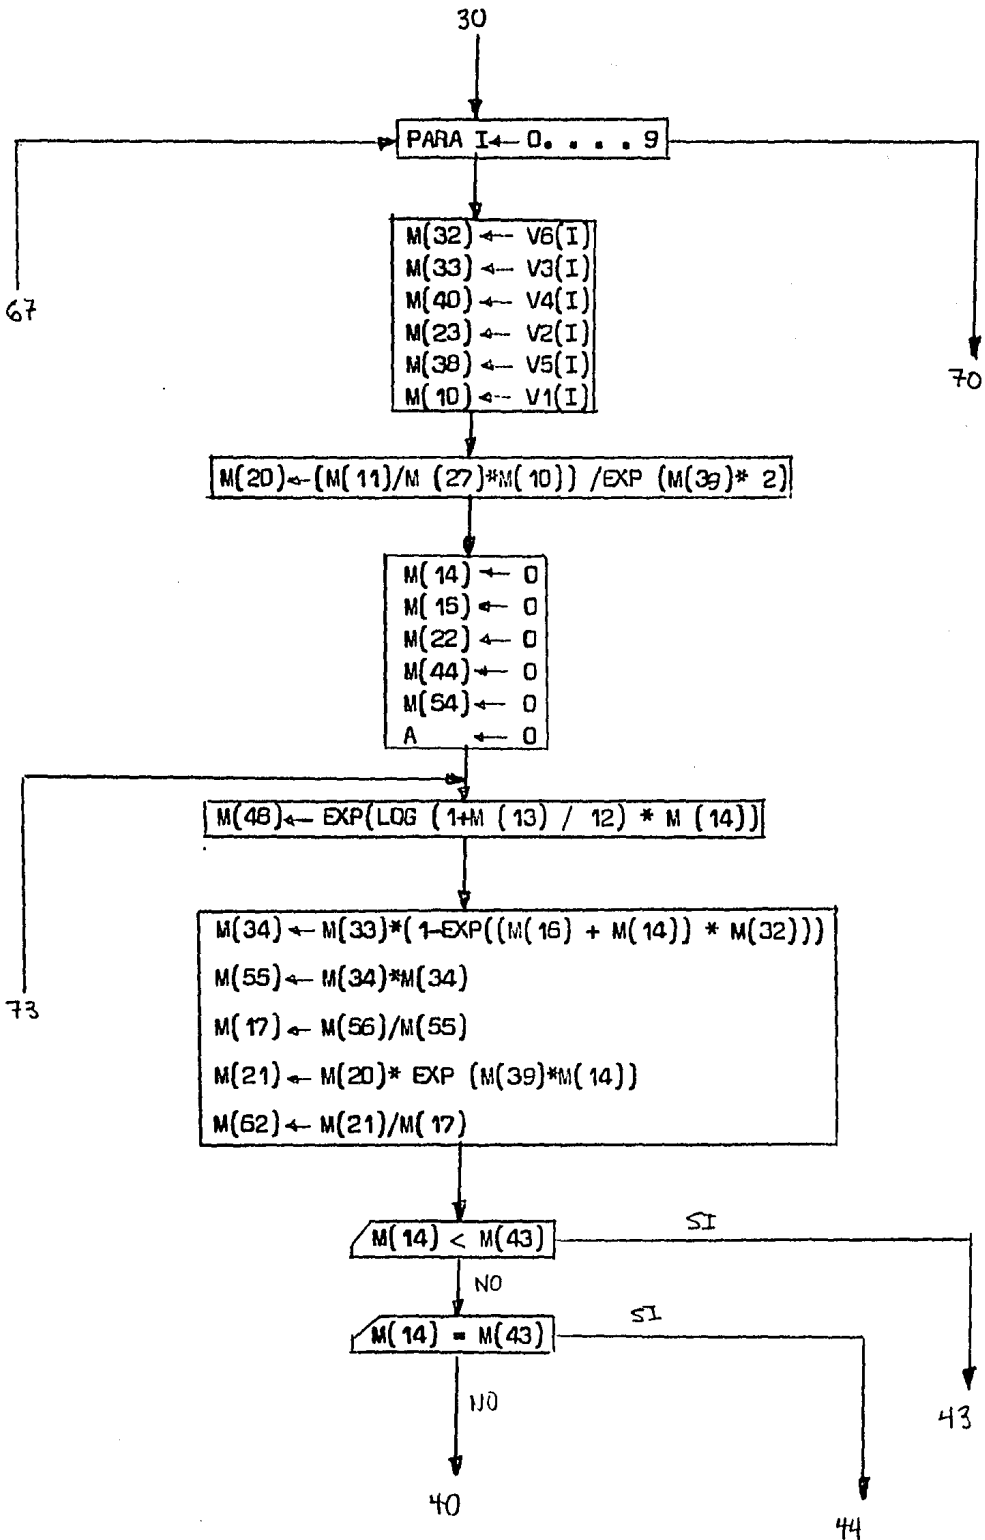 30
PARA I ← 0. . . . 9
67
70
M(32) ← V6(I)
M(33) ← V3(I)
M(40) ← V4(I)
M(23) ← V2(I)
M(38) ← V5(I)
M(10) ← V1(I)
M(20) ← (M(11)/M (27)*M(10)) /EXP (M(39)* 2)
M(14) ← 0
M(15) ← 0
M(22) ← 0
M(44) ← 0
M(54) ← 0
A ← 0
M(48) ← EXP(LOG (1+M (13) / 12) * M (14))
M(34) ← M(33)*(1-EXP((M(16) + M(14)) * M(32)))
M(55) ← M(34)*M(34)
M(17) ← M(56)/M(55)
M(21) ← M(20)* EXP (M(39)*M(14))
M(62) ← M(21)/M(17)
73
M(14) < M(43)
SI
NO
M(14) = M(43)
SI
NO
43
40
44